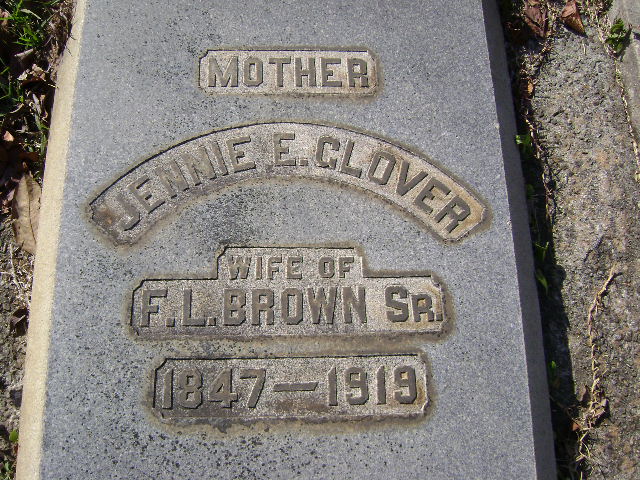 MOTHER
JENNIE E. GLOVER
WIFE OF
F.L. BROWN SR.
1847—1919